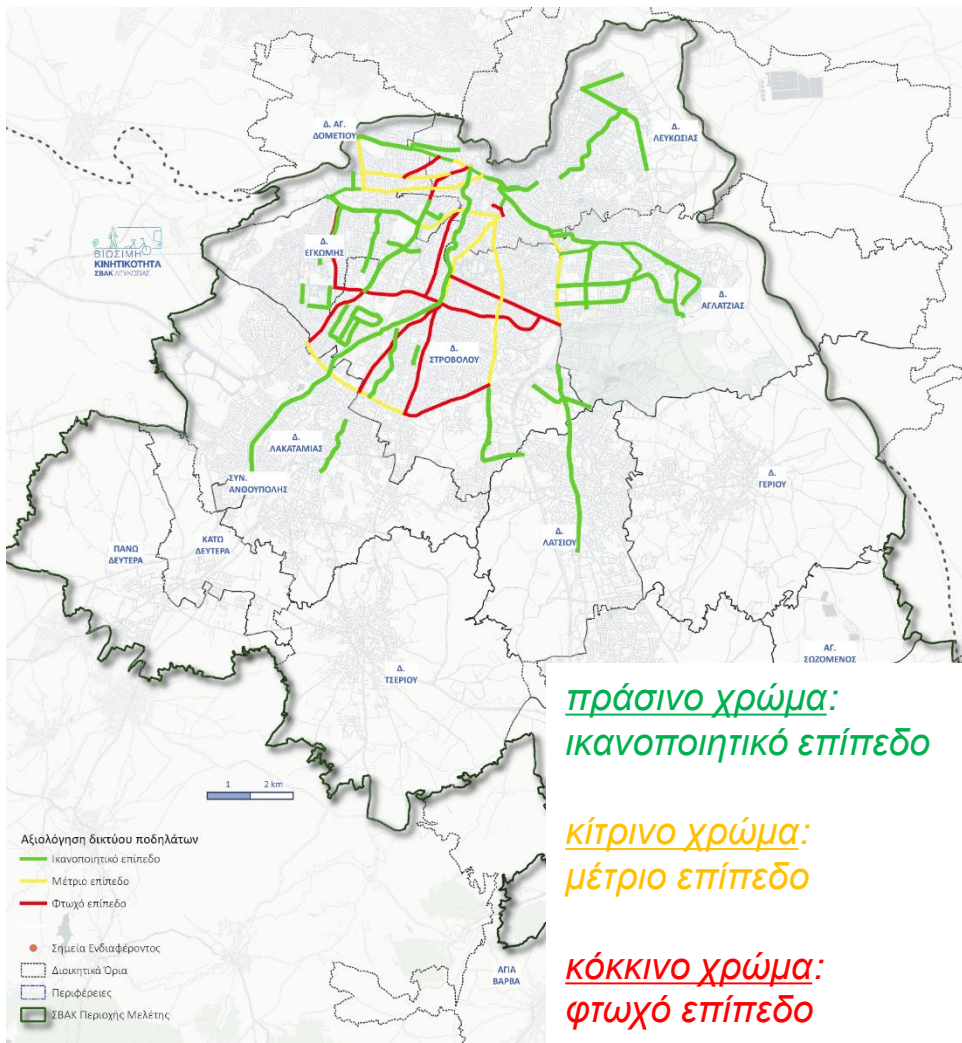 Δ. ΑΓ.
ΔΟΜΕΤΙΟΥ
Δ.
ΛΕΥΚΩΣΙΑΣ
ΒΙΩΣΙΜΗ
ΚΙΝΗΤΙΚΟΤΗΤΑ
ΣΒΑΚ ΛΕΥΚΩΣΙΑΣ
Δ.
ΕΓΚΩΜΗΣ
Δ.
ΑΓΛΑΤΖΙΑΣ
Δ.
ΣΤΡΟΒΟΛΟΥ
Δ.
ΛΑΚΑΤΑΜΙΑΣ
ΣΥΝ.
ΑΝΘΟΥΠΟΛΗΣ
Δ.
ΓΕΡΙΟΥ
Δ.
ΛΑΤΣΙΟΥ
ΠΑΝΩ
ΔΕΥΤΕΡΑ
ΚΑΤΩ
ΔΕΥΤΕΡΑ
Δ.
ΤΣΕΡΙΟΥ
ΑΓ.
ΣΩΖΟΜΕΝΟΣ
1 2 km
Αξιολόγηση δικτύου ποδηλάτων
Ικανοποιητικό επίπεδο
Μέτριο επίπεδο
Φτωχό επίπεδο
Σημεία Ενδιαφέροντος
Διοικητικά Όρια
Περιφέρειες
ΣΒΑΚ Περιοχής Μελέτης
ΑΓΙΑ
ΒΑΡΒΑ
πράσινο χρώμα:
ικανοποιητικό επίπεδο
κίτρινο χρώμα:
μέτριο επίπεδο
κόκκινο χρώμα:
φτωχό επίπεδο